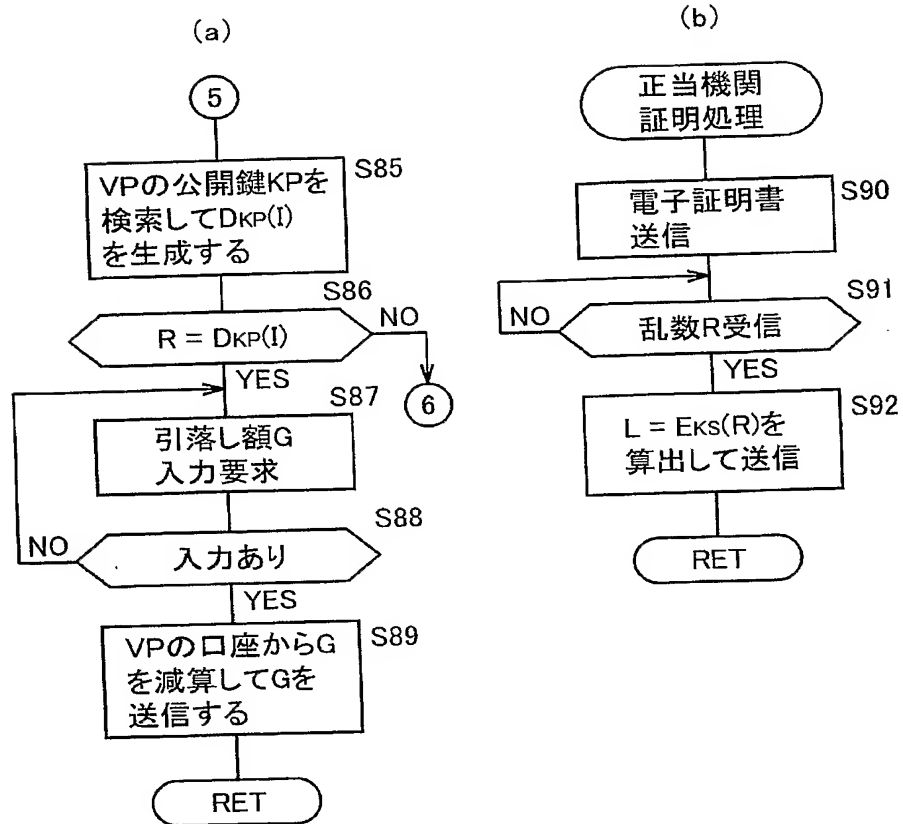 (a)
5
VPの公開鍵KPを
検索してDKP(I)
を生成する
S85
S86
R = DKP(I)
NO
6
YES
S87
引落し額G
入力要求
S88
NO
入力あり
YES
S89
VPの口座からG
を減算してGを
送信する
RET
(b)
正当機関
証明処理
S90
電子証明書
送信
S91
NO
乱数R受信
YES
S92
L = EKS(R)を
算出して送信
RET